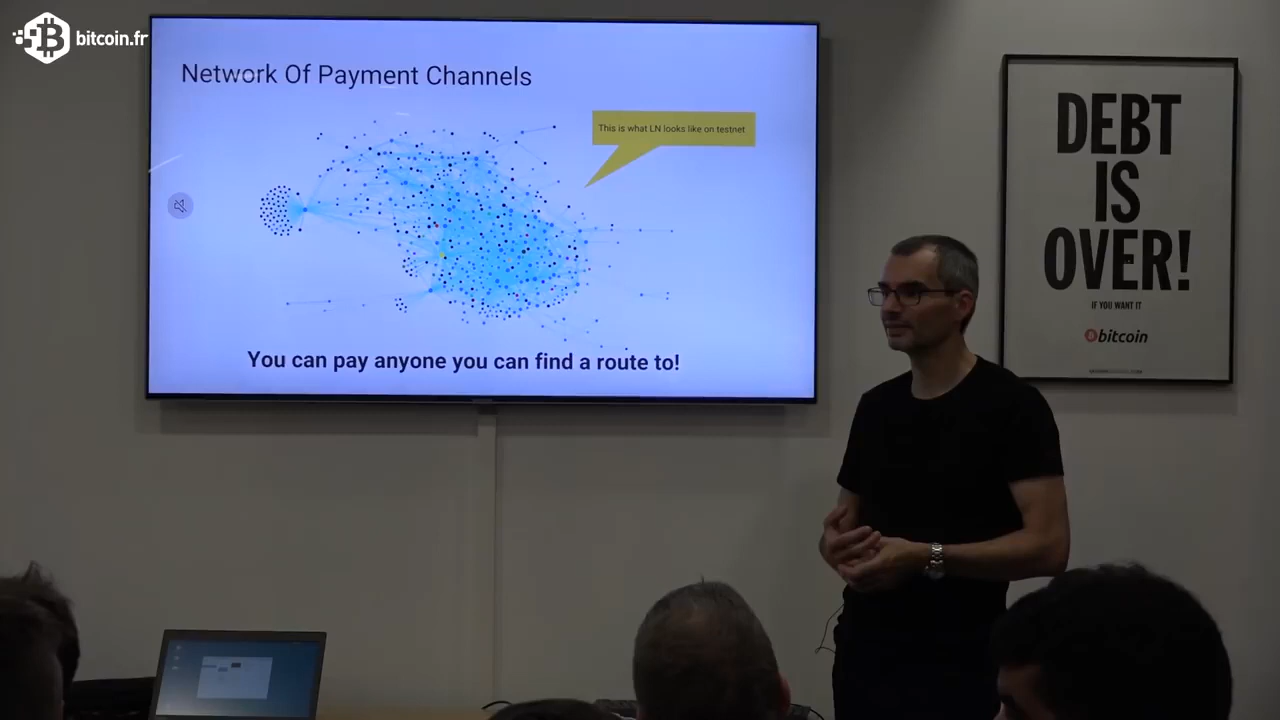 bitcoin.fr
Network Of Payment Channels
This is what LN looks like on testnet
You can pay anyone you can find a route to!
DEBT
IS
OVER!
IF YOU WANT IT
bitcoin